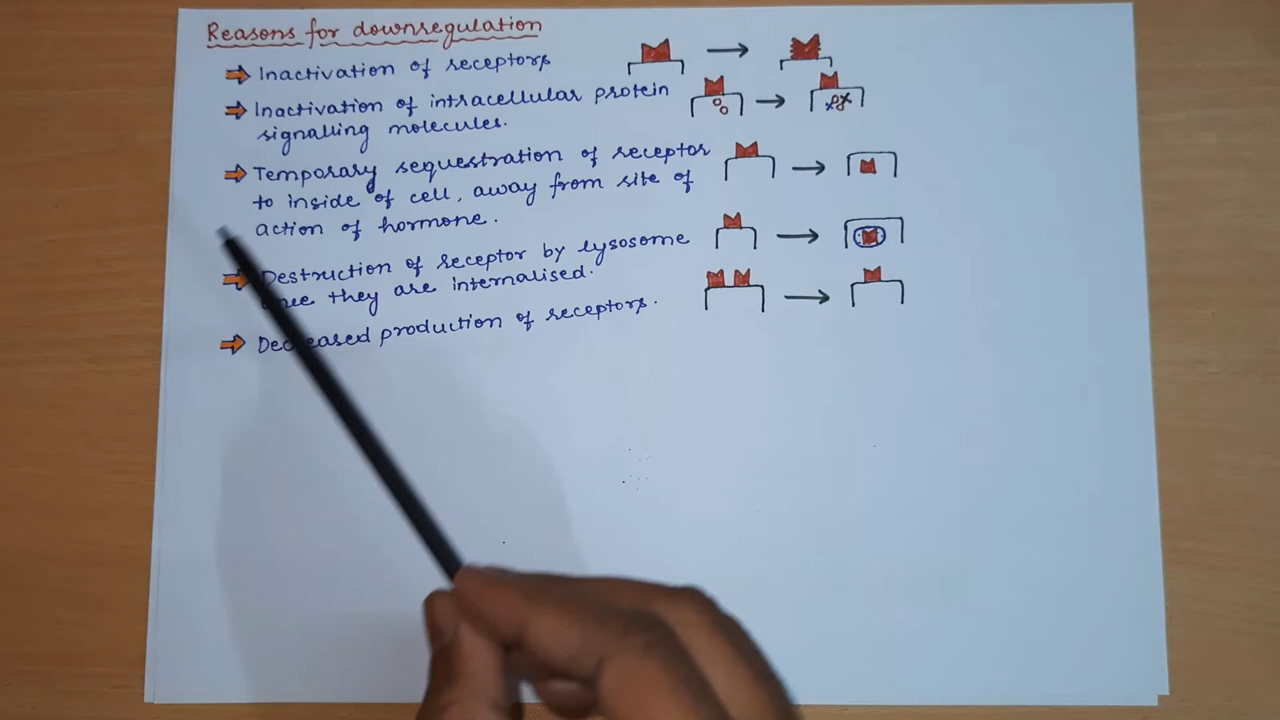 Reasons for downregulation
Inactivation of receptors
Inactivation of intracellular protein
signalling molecules.
Temporary sequestration of receptor
to inside of cell, away from site of
action of hormone.
Destruction of receptor by lysosome
once they are internalised.
Decreased production of receptors.